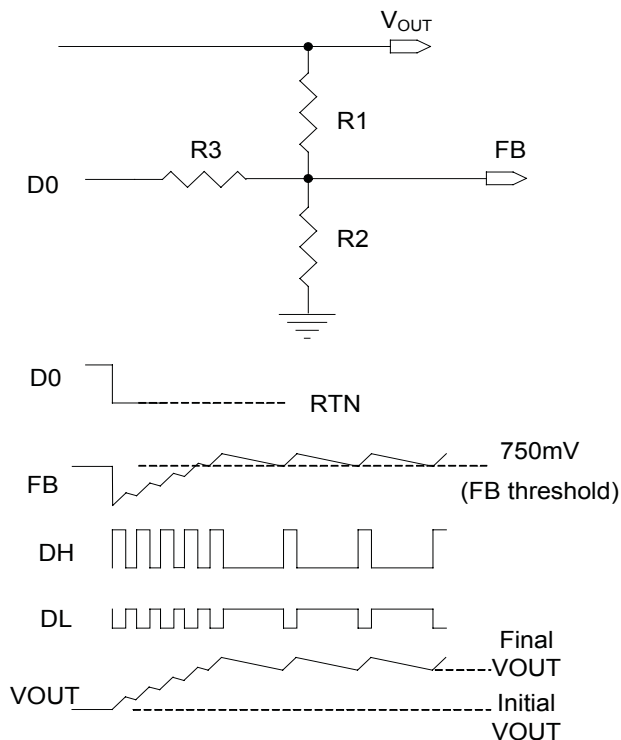 VOUT
R1
R3
FB
D0
R2
D0
RTN
750mV
FB
(FB threshold)
DH
DL
Final
VOUT
VOUT
Initial
VOUT